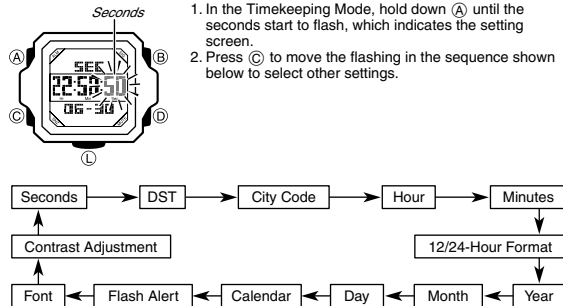 Seconds
1. In the Timekeeping Mode, hold down Ⓐ until the
seconds start to flash, which indicates the setting
screen.
2. Press Ⓒ to move the flashing in the sequence shown
below to select other settings.
Ⓐ
Ⓑ
SEC
22:58 50
06-30
Ⓒ
Ⓓ
Ⓛ
Seconds
DST
City Code
Hour
Minutes
Contrast Adjustment
12/24-Hour Format
Font
Flash Alert
Calendar
Day
Month
Year